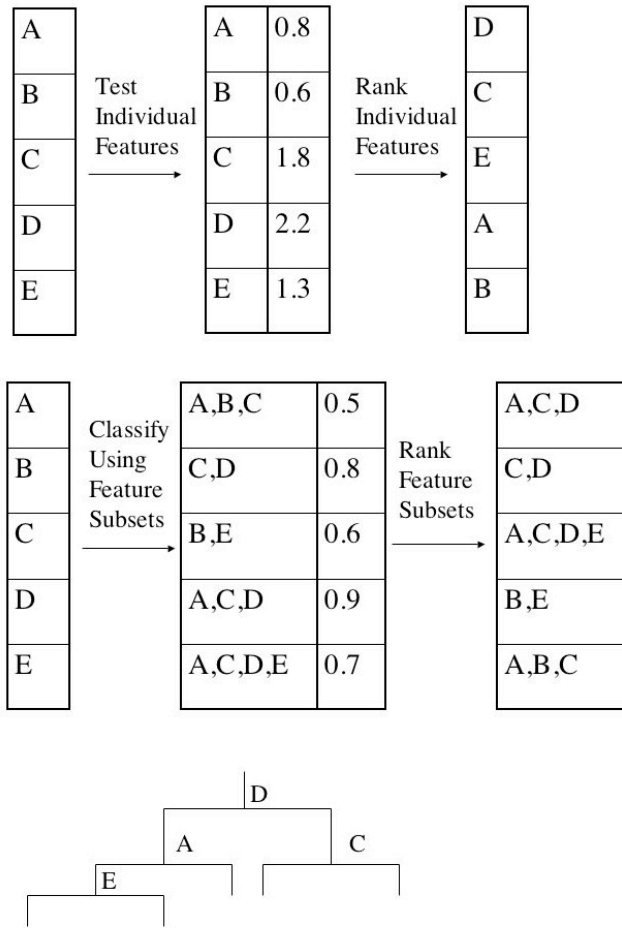 A
B
C
D
E
Test
Individual
Features
A 0.8
B 0.6
C 1.8
D 2.2
E 1.3
Rank
Individual
Features
D
C
E
A
B
A
B
C
D
E
Classify
Using
Feature
Subsets
A,B,C 0.5
C,D 0.8
B,E 0.6
A,C,D 0.9
A,C,D,E 0.7
Rank
Feature
Subsets
A,C,D
C,D
A,C,D,E
B,E
A,B,C
D
A C
E